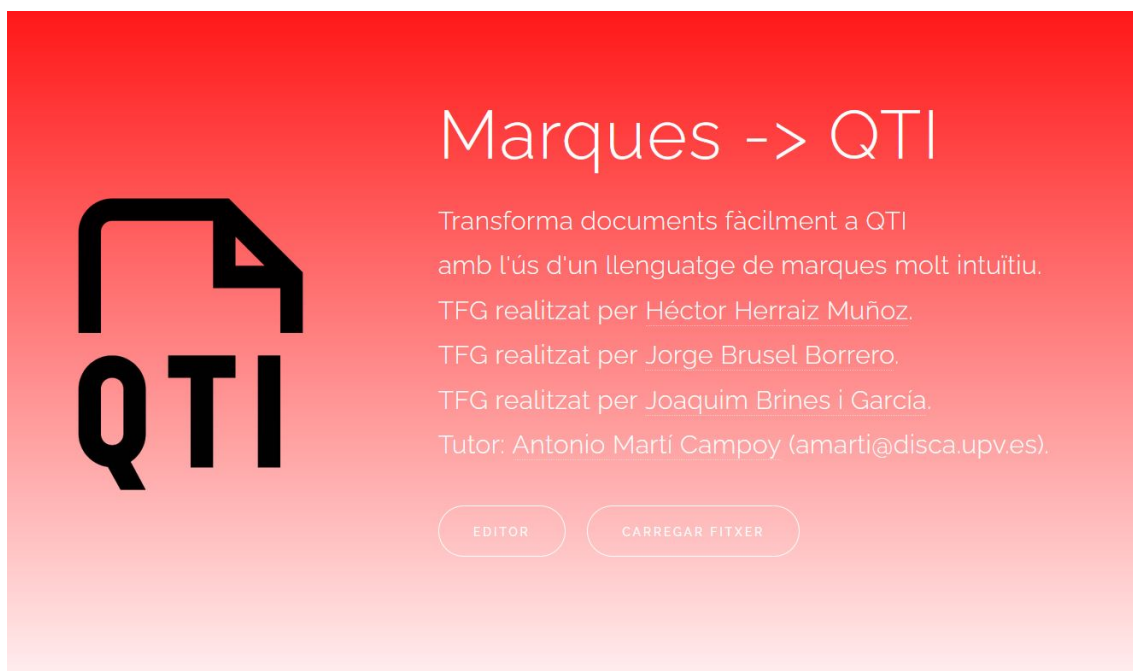 Marques -> QTI
QTI
Transforma documents fàcilment a QTI
amb l'ús d'un llenguatge de marques molt intuïtiu.
TFG realitzat per Héctor Herraiz Muñoz.
TFG realitzat per Jorge Brusel Borrero.
TFG realitzat per Joaquim Brines i García.
Tutor: Antonio Martí Campoy (amarti@disca.upv.es).
EDITOR
CARREGAR FITXER